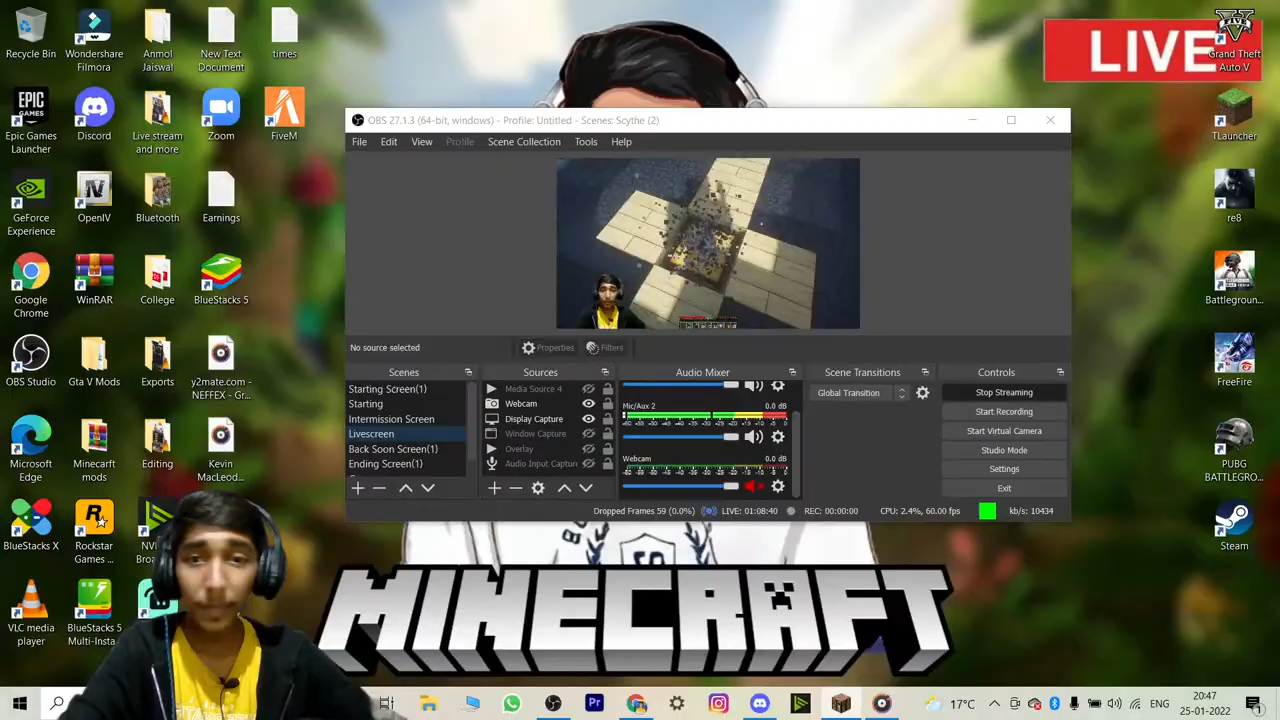 Recycle Bin
Wondershare Filmora
Anmol Jaiswal
New Text Document
times
Epic Games Launcher
Discord
Live stream and more
Zoom
FiveM
GeForce Experience
OpenIV
Bluetooth
Earnings
Google Chrome
WinRAR
College
BlueStacks 5
OBS Studio
Gta V Mods
Exports
y2mate.com - NEFFEX - Gr...
Microsoft Edge
Minecarft mods
Editing
Kevin MacLeod...
BlueStacks X
Rockstar Games ...
VLC media player
BlueStacks 5 Multi-Insta...
LIVE
Grand Theft Auto V
TLauncher
re8
Battlegroun...
FreeFire
PUBG BATTLEGRO...
Steam
OBS 27.1.3 (64-bit, windows) - Profile: Untitled - Scenes: Scythe (2)
File Edit View Profile Scene Collection Tools Help
No source selected
Properties Filters
Scenes
Starting Screen(1)
Starting
Intermission Screen
Livescreen
Back Soon Screen(1)
Ending Screen(1)
Sources
Media Source 4
Webcam
Display Capture
Window Capture
Overlay
Audio Input Capture
Audio Mixer
Mic/Aux 2 0.0 dB
Webcam 0.0 dB
Scene Transitions
Global Transition
Controls
Stop Streaming
Start Recording
Start Virtual Camera
Studio Mode
Settings
Exit
Dropped Frames 59 (0.0%) LIVE: 01:08:40 REC: 00:00:00 CPU: 2.4%, 60.00 fps kb/s: 10434
MINECRAFT
17°C
ENG
20:47
25-01-2022